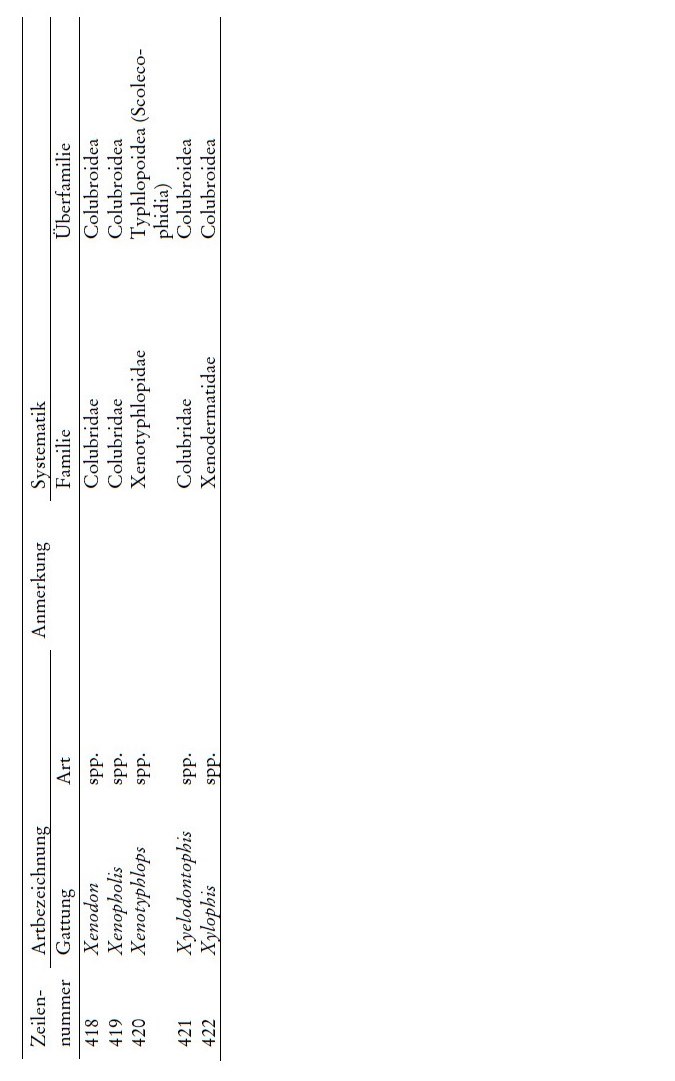 Zeilen- Artbezeichnung Anmerkung Systematik
nummer Gattung Art Familie Überfamilie
418 Xenodon spp. Colubridae Colubroidea
419 Xenopholis spp. Colubridae Colubroidea
420 Xenotyphlops spp. Xenotyphlopidae Typhlopoidea (Scoleco-
phidia)
421 Xyelodontophis spp. Colubridae Colubroidea
422 Xylophis spp. Xenodermatidae Colubroidea